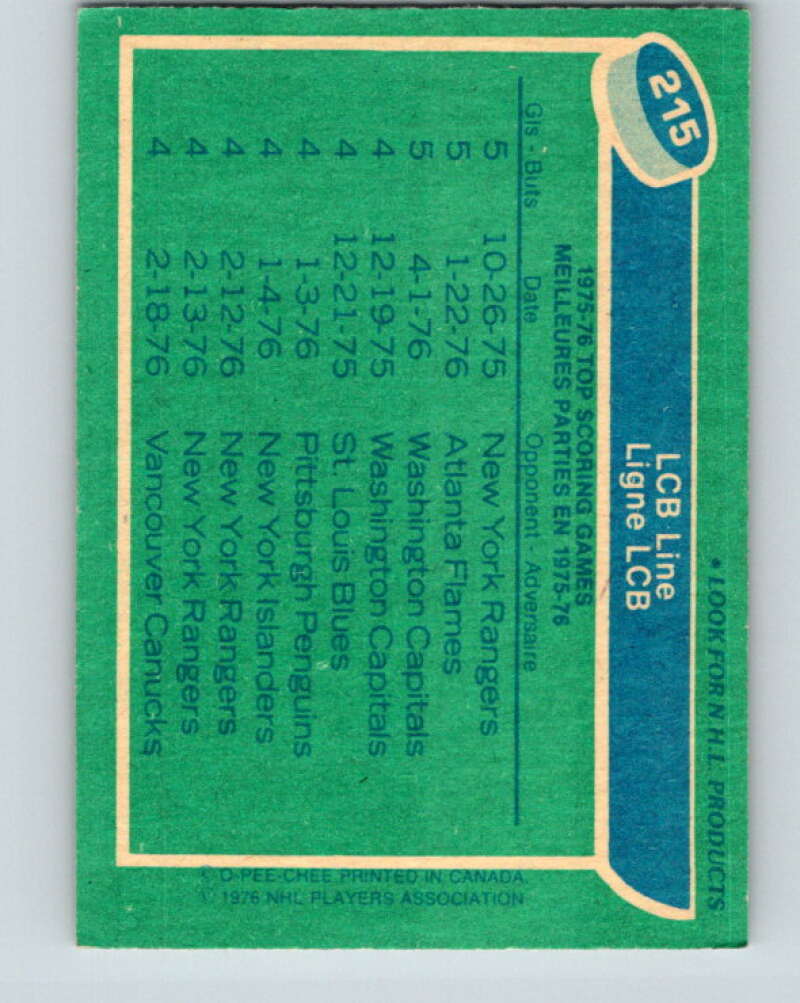 • LOOK FOR N.H.L. PRODUCTS
215
LCB Line
Ligne LCB
1975-76 TOP SCORING GAMES
MEILLEURES PARTIES EN 1975-76
Gls - Buts Date Opponent - Adversaire
5 10-26-75 New York Rangers
5 1-22-76 Atlanta Flames
5 4-1-76 Washington Capitals
4 12-19-75 Washington Capitals
4 12-21-75 St. Louis Blues
4 1-3-76 Pittsburgh Penguins
4 1-4-76 New York Islanders
4 2-12-76 New York Rangers
4 2-13-76 New York Rangers
4 2-18-76 Vancouver Canucks
© O-PEE-CHEE PRINTED IN CANADA.
© 1976 NHL PLAYERS ASSOCIATION